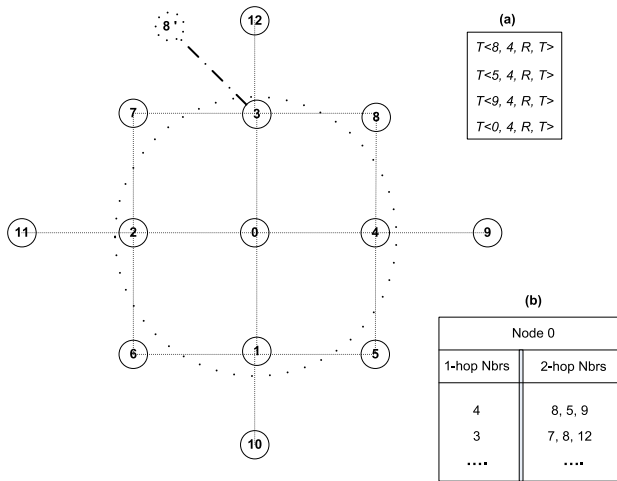 8'
12
(a)
T<8, 4, R, T>
T<5, 4, R, T>
T<9, 4, R, T>
T<0, 4, R, T>
7
3
8
11
2
0
4
9
6
1
5
10
(b)
Node 0
1-hop Nbrs
2-hop Nbrs
4
8, 5, 9
3
7, 8, 12
....
....